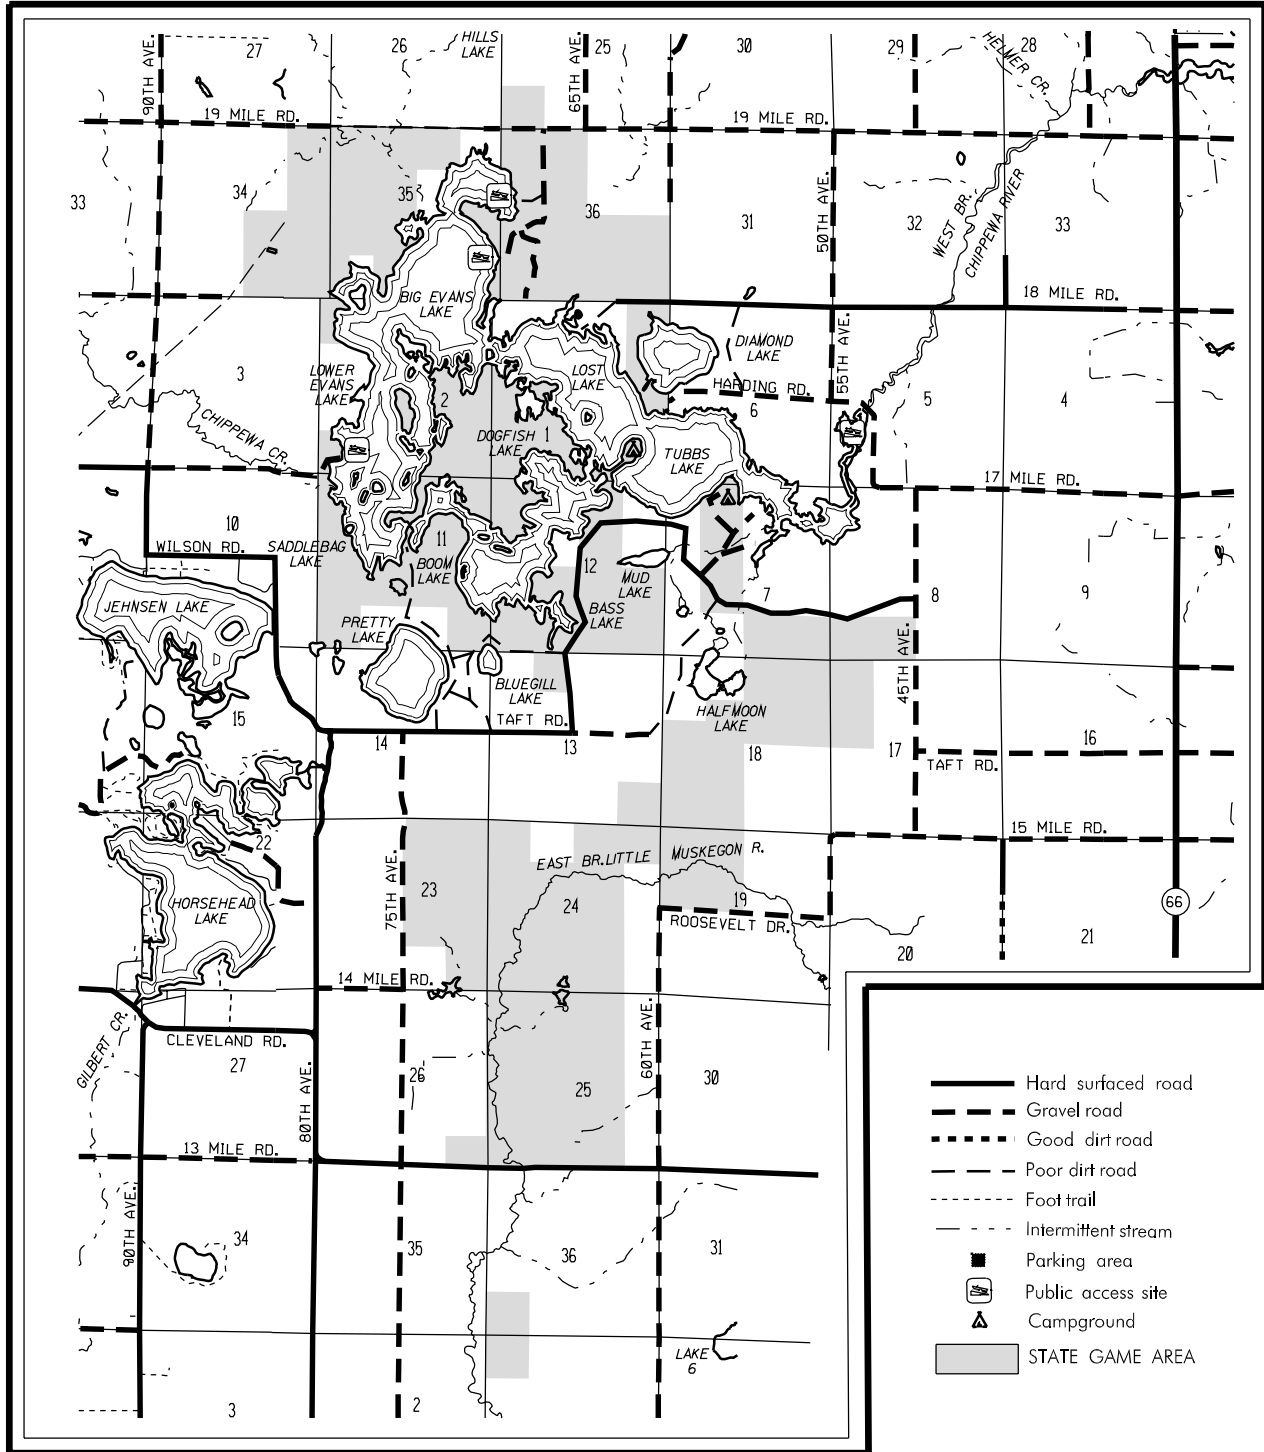 HILLS
LAKE
27
26
25
30
29
28
90TH AVE.
65TH AVE.
HELMER CR.
19 MILE RD.
19 MILE RD.
33
34
35
36
31
32
33
50TH AVE.
WEST BR.
CHIPPEWA RIVER
BIG EVANS
LAKE
18 MILE RD.
DIAMOND
LAKE
55TH AVE.
3
LOWER
EVANS
LAKE
2
LOST
LAKE
HARDING RD.
6
5
4
CHIPPEWA CR.
DOGFISH
LAKE
1
TUBBS
LAKE
17 MILE RD.
10
WILSON RD.
SADDLEBAG
LAKE
11
BOOM
LAKE
12
MUD
LAKE
7
8
9
JEHNSEN LAKE
BASS
LAKE
PRETTY
LAKE
45TH AVE.
BLUEGILL
LAKE
HALFMOON
LAKE
15
TAFT RD.
14
13
18
17
16
TAFT RD.
15 MILE RD.
22
EAST BR. LITTLE MUSKEGON R.
75TH AVE.
23
24
19
HORSEHEAD
LAKE
ROOSEVELT DR.
66
20
21
14 MILE RD.
GILBERT CR.
CLEVELAND RD.
60TH AVE.
27
26
25
30
80TH AVE.
13 MILE RD.
90TH AVE.
34
35
36
31
LAKE
6
3
2
Hard surfaced road
Gravel road
Good dirt road
Poor dirt road
Foot trail
Intermittent stream
Parking area
Public access site
Campground
STATE GAME AREA